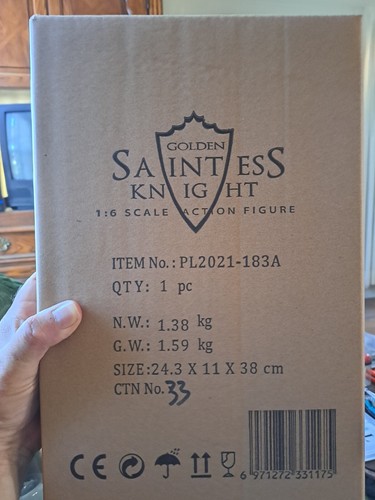 GOLDEN
SAINTESS
KNIGHT
1:6 SCALE ACTION FIGURE
ITEM No.: PL2021-183A
QTY: 1 pc
N.W.: 1.38 kg
G.W.: 1.59 kg
SIZE:24.3 X 11 X 38 cm
CTN No. 33
CE
6 971272 331175